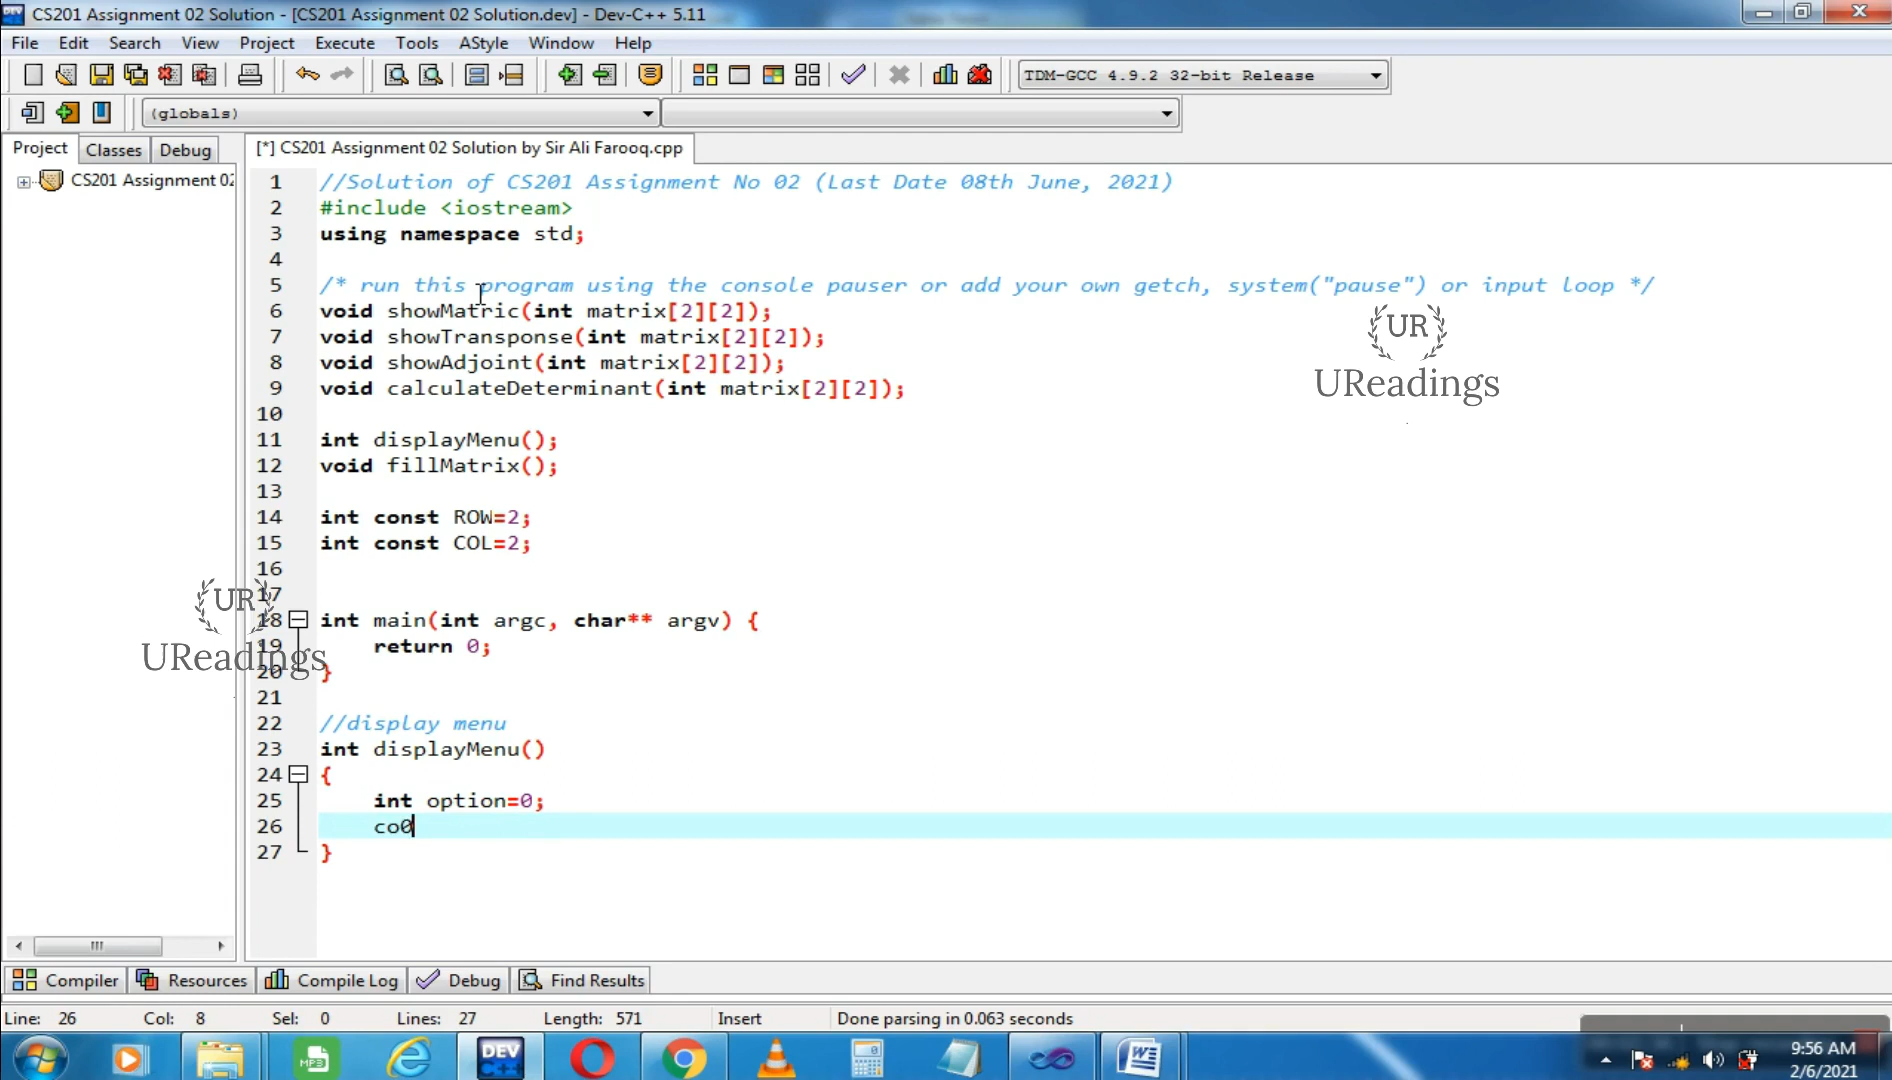 CS201 Assignment 02 Solution - [CS201 Assignment 02 Solution.dev] - Dev-C++ 5.11
File Edit Search View Project Execute Tools AStyle Window Help
TDM-GCC 4.9.2 32-bit Release
(globals)
Project Classes Debug
[*] CS201 Assignment 02 Solution by Sir Ali Farooq.cpp
CS201 Assignment 02
1 //Solution of CS201 Assignment No 02 (Last Date 08th June, 2021)
2 #include <iostream>
3 using namespace std;
4
5 /* run this program using the console pauser or add your own getch, system("pause") or input loop */
6 void showMatric(int matrix[2][2]);
7 void showTransponse(int matrix[2][2]);
8 void showAdjoint(int matrix[2][2]);
9 void calculateDeterminant(int matrix[2][2]);
10
11 int displayMenu();
12 void fillMatrix();
13
14 int const ROW=2;
15 int const COL=2;
16
17
18 int main(int argc, char** argv) {
19 return 0;
20 }
21
22 //display menu
23 int displayMenu()
24 {
25 int option=0;
26 co0
27 }
UR
UReadings
UR
UReadings
Compiler Resources Compile Log Debug Find Results
Line: 26 Col: 8 Sel: 0 Lines: 27 Length: 571 Insert Done parsing in 0.063 seconds
MP3
DEV C++
9:56 AM
2/6/2021